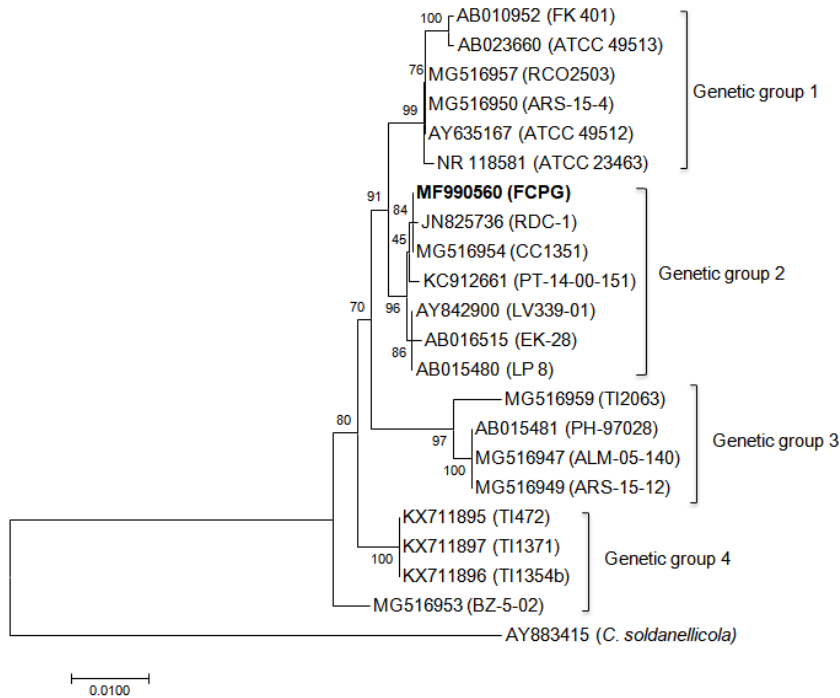 100
AB010952 (FK 401)
AB023660 (ATCC 49513)
76
MG516957 (RCO2503)
Genetic group 1
MG516950 (ARS-15-4)
99
AY635167 (ATCC 49512)
NR 118581 (ATCC 23463)
91
MF990560 (FCPG)
84
JN825736 (RDC-1)
45
MG516954 (CC1351)
Genetic group 2
KC912661 (PT-14-00-151)
96
AY842900 (LV339-01)
70
AB016515 (EK-28)
86
AB015480 (LP 8)
MG516959 (TI2063)
80
AB015481 (PH-97028)
97
Genetic group 3
MG516947 (ALM-05-140)
100
MG516949 (ARS-15-12)
KX711895 (TI472)
KX711897 (TI1371)
100
Genetic group 4
KX711896 (TI1354b)
MG516953 (BZ-5-02)
AY883415 (C. soldanellicola)
0.0100